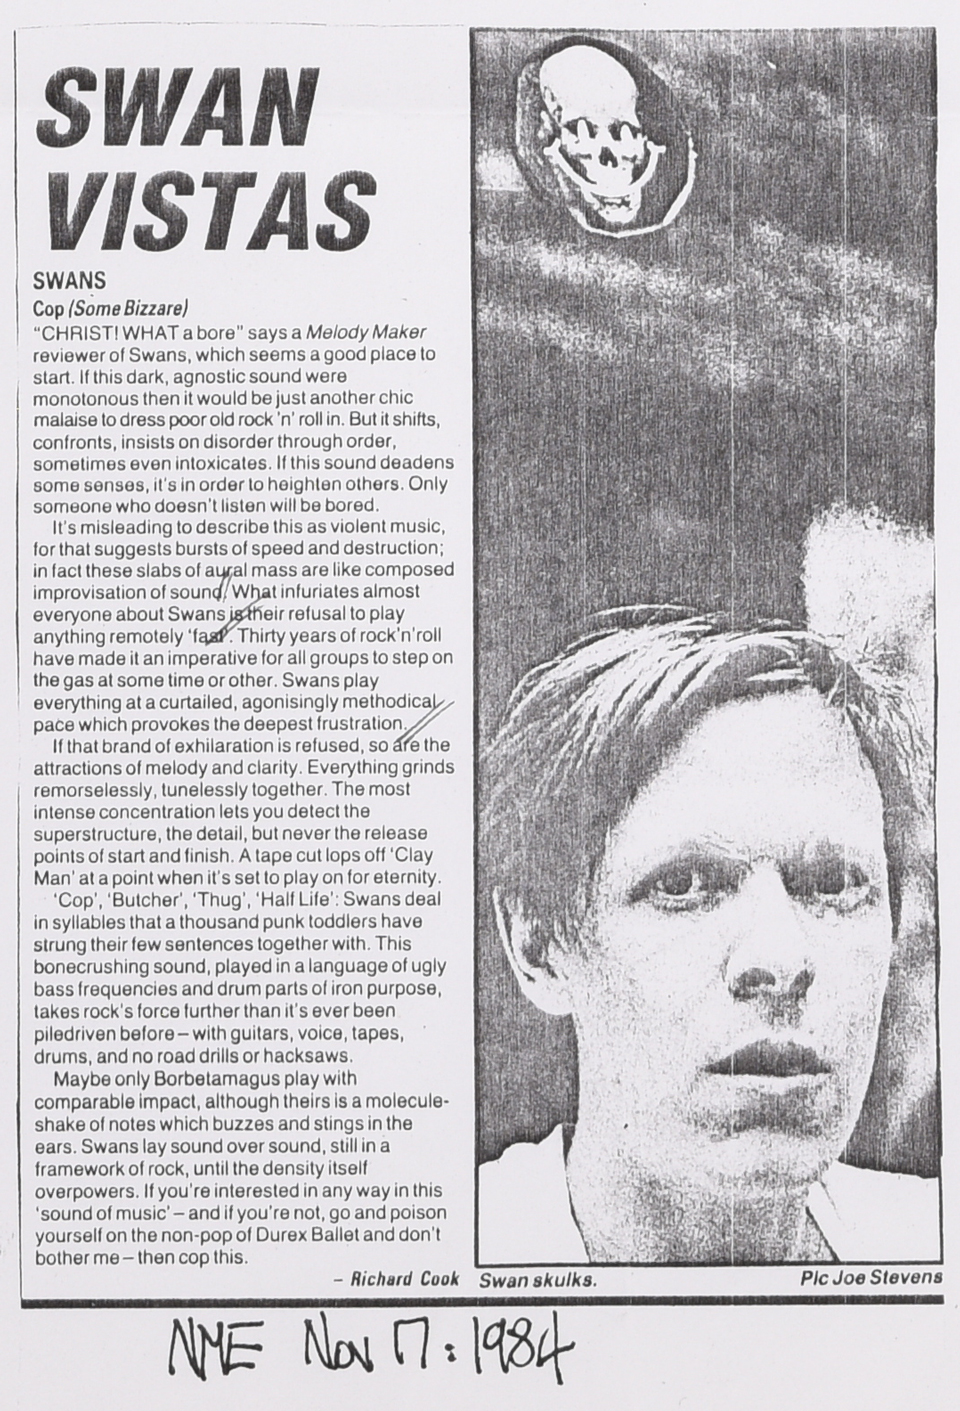 SWAN
VISTAS
SWANS
Cop (Some Bizzare)
“CHRIST! WHAT a bore” says a Melody Maker
reviewer of Swans, which seems a good place to
start. If this dark, agnostic sound were
monotonous then it would be just another chic
malaise to dress poor old rock 'n' roll in. But it shifts,
confronts, insists on disorder through order,
sometimes even intoxicates. If this sound deadens
some senses, it's in order to heighten others. Only
someone who doesn't listen will be bored.
It's misleading to describe this as violent music,
for that suggests bursts of speed and destruction;
in fact these slabs of aural mass are like composed
improvisation of sound. What infuriates almost
everyone about Swans is their refusal to play
anything remotely 'fast'. Thirty years of rock'n'roll
have made it an imperative for all groups to step on
the gas at some time or other. Swans play
everything at a curtailed, agonisingly methodical
pace which provokes the deepest frustration.
If that brand of exhilaration is refused, so are the
attractions of melody and clarity. Everything grinds
remorselessly, tunelessly together. The most
intense concentration lets you detect the
superstructure, the detail, but never the release
points of start and finish. A tape cut lops off 'Clay
Man' at a point when it's set to play on for eternity.
'Cop', 'Butcher', 'Thug', 'Half Life': Swans deal
in syllables that a thousand punk toddlers have
strung their few sentences together with. This
bonecrushing sound, played in a language of ugly
bass frequencies and drum parts of iron purpose,
takes rock's force further than it's ever been
piledriven before – with guitars, voice, tapes,
drums, and no road drills or hacksaws.
Maybe only Borbetamagus play with
comparable impact, although theirs is a molecule-
shake of notes which buzzes and stings in the
ears. Swans lay sound over sound, still in a
framework of rock, until the density itself
overpowers. If you're interested in any way in this
'sound of music' – and if you're not, go and poison
yourself on the non-pop of Durex Ballet and don't
bother me – then cop this.
– Richard Cook
Swan skulks.
Pic Joe Stevens
NME Nov 17: 1984